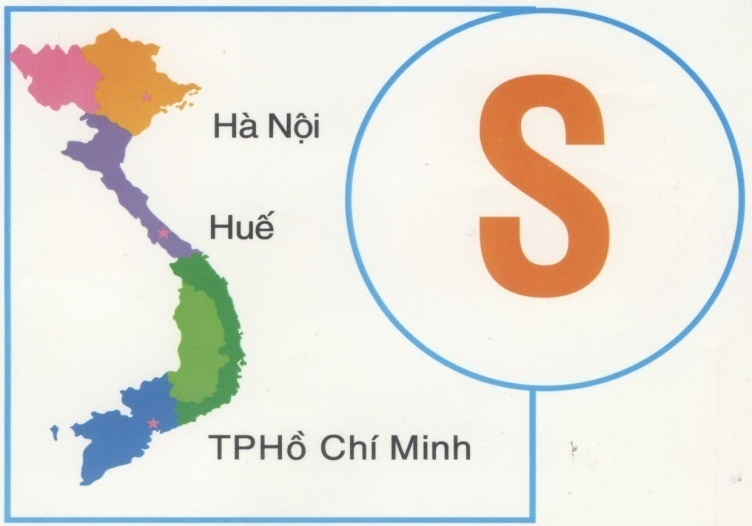 Hà Nội
Huế
TPHồ Chí Minh
S